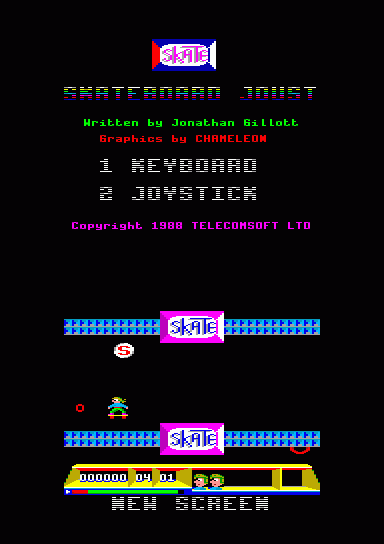 SKATE
SKATEBOARD JOUST
Written by Jonathan Gillott
Graphics by CHAMELEON
1 KEYBOARD
2 JOYSTICK
Copyright 1988 TELECOMSOFT LTD
SKATE
S
SKATE
000000 04 01
NEW SCREEN